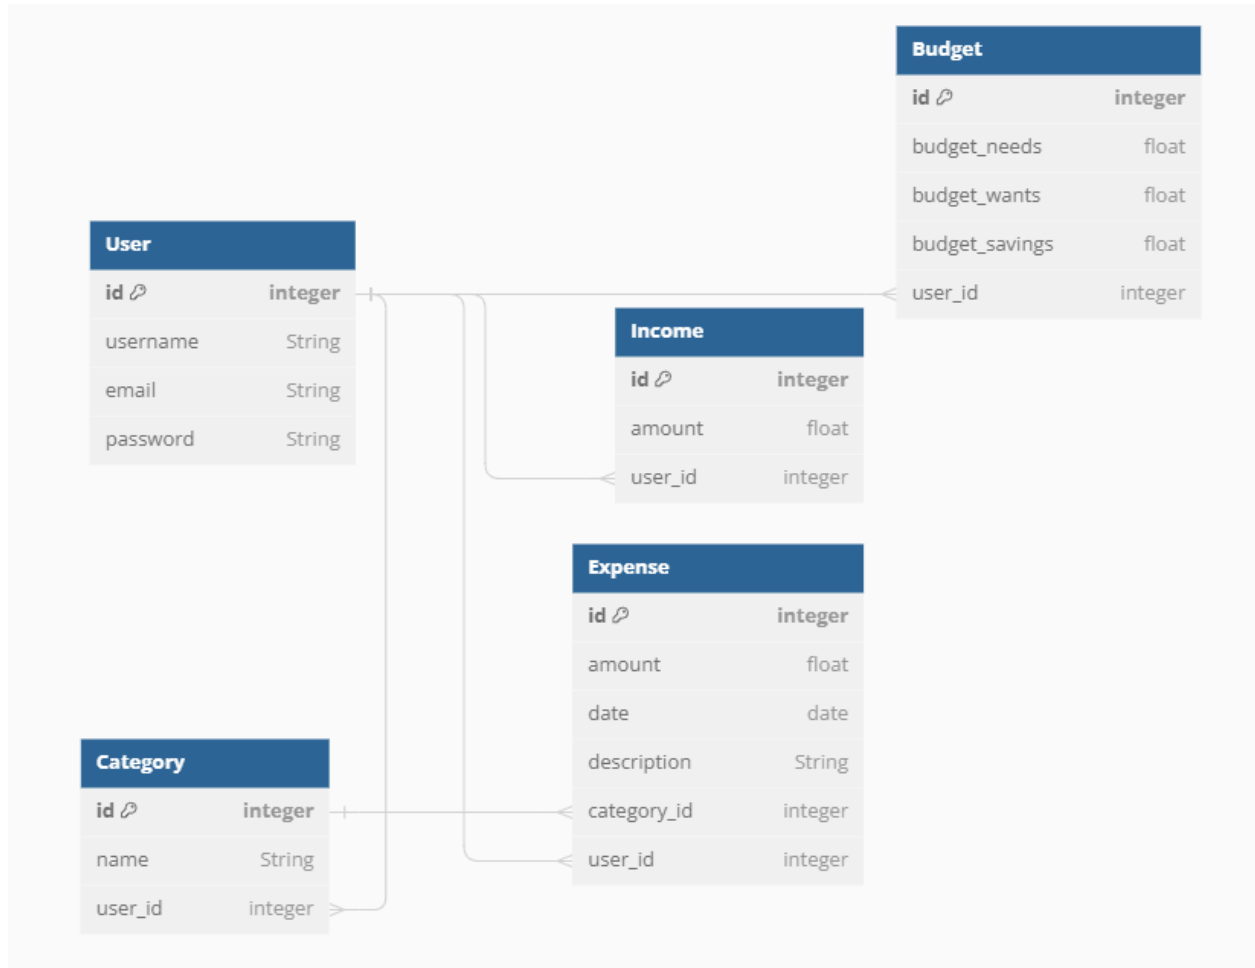 Budget
id integer
budget_needs float
budget_wants float
budget_savings float
user_id integer
User
id integer
username String
email String
password String
Income
id integer
amount float
user_id integer
Expense
id integer
amount float
date date
description String
category_id integer
user_id integer
Category
id integer
name String
user_id integer